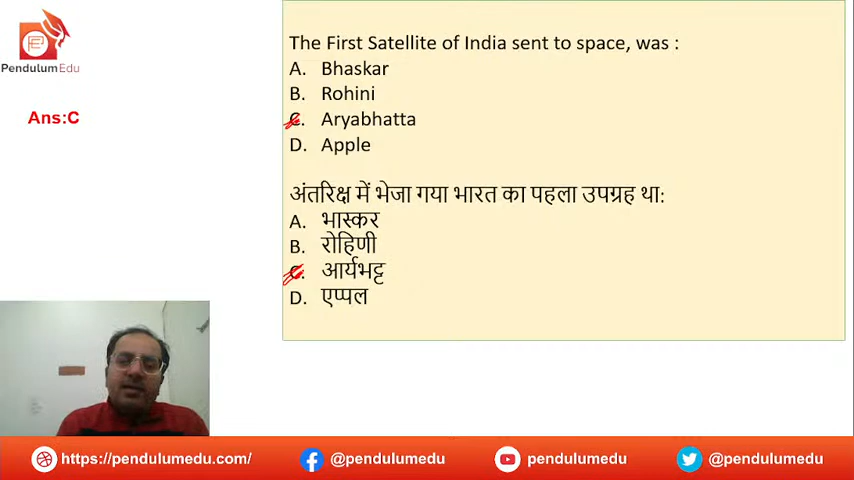 PendulumEdu
Ans:C
The First Satellite of India sent to space, was :
A. Bhaskar
B. Rohini
C. Aryabhatta
D. Apple
अंतरिक्ष में भेजा गया भारत का पहला उपग्रह था:
A. भास्कर
B. रोहिणी
C. आर्यभट्ट
D. एप्पल
https://pendulumedu.com/ @pendulumedu pendulumedu @pendulumedu